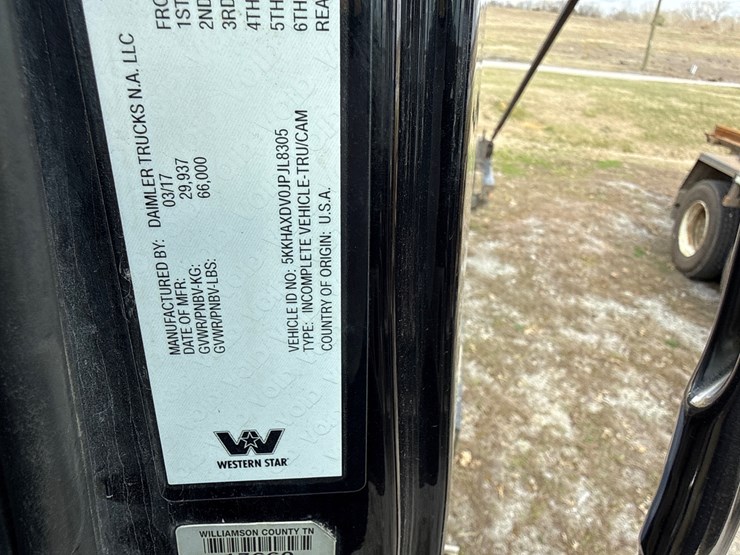 MANUFACTURED BY: DAIMLER TRUCKS N.A. LLC
DATE OF MFR: 03/17
GVWR/PNBV-KG: 29,937
GVWR/PNBV-LBS: 66,000
FRO
1ST
2ND
3RD
4TH
5TH
6TH
REA
VEHICLE ID NO: 5KKHAXDV0JPJL8305
TYPE: INCOMPLETE VEHICLE-TRU/CAM
COUNTRY OF ORIGIN: U.S.A.
WESTERN STAR
WILLIAMSON COUNTY TN